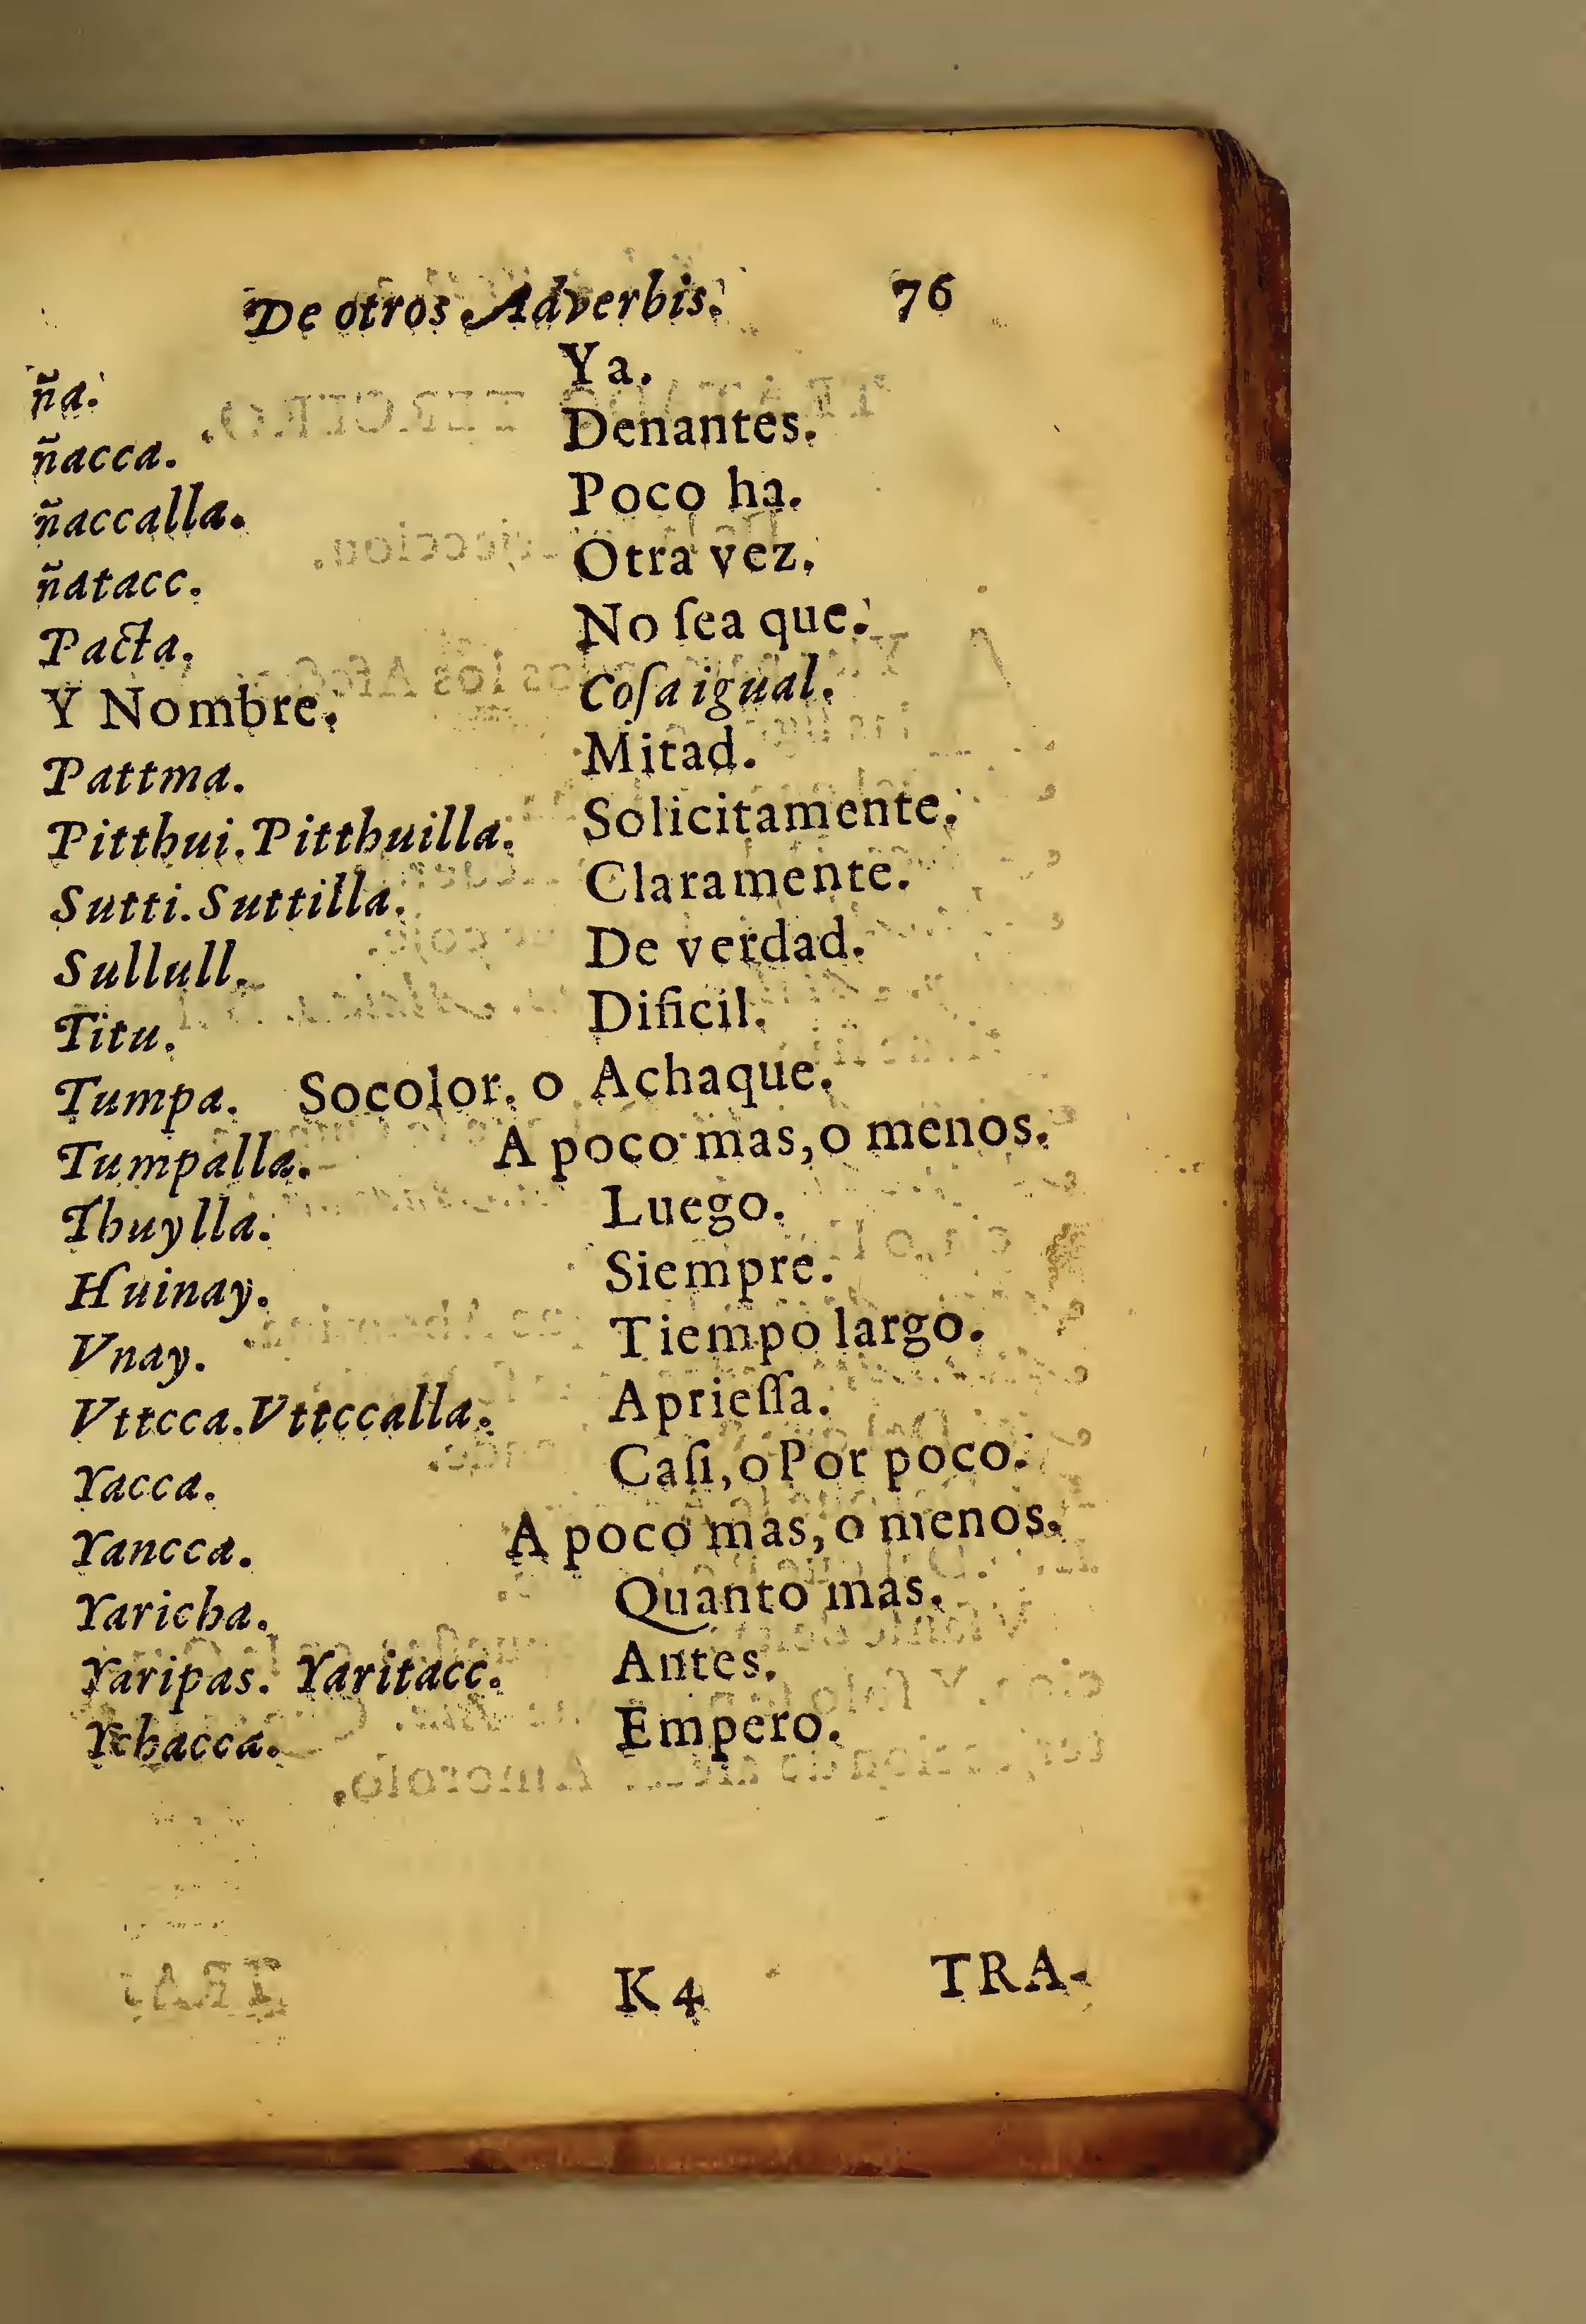 De otros Adverbis. 76
ña. Ya.
ñacca. Denantes.
ñaccalla. Poco ha.
ñatacc. Otra vez.
Pacta. No ſea que.
Y Nombre. Coſa igual.
Pattma. Mitad.
Pitthui. Pitthuilla. Solicitamente.
Sutti. Suttilla. Claramente.
Sullull. De verdad.
Titu. Dificil.
Tumpa. Socolor, o Achaque.
Tumpalla. A poco mas, o menos.
Thuylla. Luego.
Huinay. Siempre.
Vnay. Tiempo largo.
Vttcca. Vttccalla. Aprieſſa.
Yacca. Caſi, o Por poco.
Yancca. A poco mas, o menos.
Yaricha. Quanto mas.
Yaripas. Yaritacc. Antes.
Ychacca. Empero.
K 4 TRA-